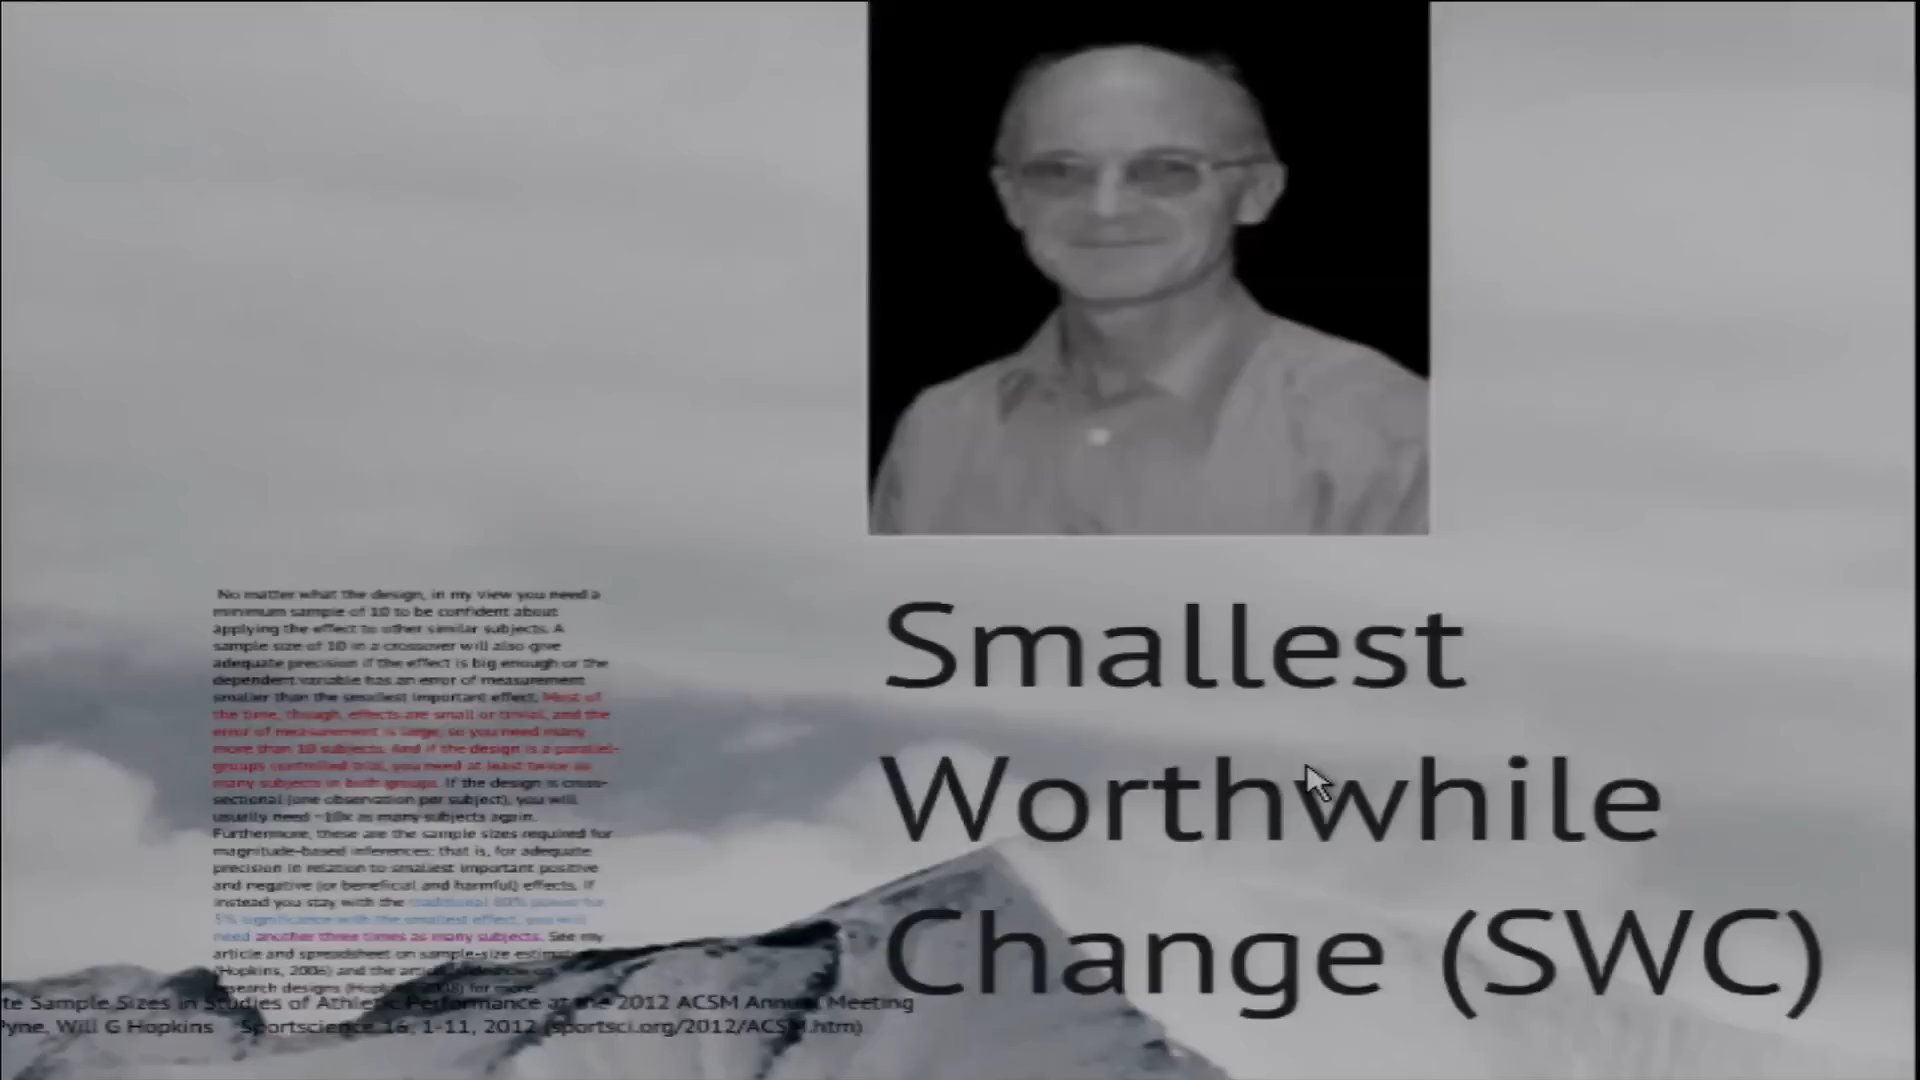 No matter what the design, in my view you need a
minimum sample of 10 to be confident about
applying the effect to other similar subjects. A
sample size of 10 in a crossover will also give
adequate precision if the effect is big enough or the
dependent variable has an error of measurement
smaller than the smallest important effect. Most of
the time, though, effects are small or trivial, and the
error of measurement is large, so you need many
more than 10 subjects. And if the design is a parallel-
groups controlled trial, you need at least twice as
many subjects in both groups. If the design is cross-
sectional (one observation per subject), you will
usually need ~10x as many subjects again.
Furthermore, these are the sample sizes required for
magnitude-based inferences: that is, for adequate
precision in relation to smallest important positive
and negative (or beneficial and harmful) effects. If
instead you stay with the traditional 80% power for
5% significance with the smallest effect, you will
need another three times as many subjects. See my
article and spreadsheet on sample-size
(Hopkins, 2006) and the on
research designs for more.
te Sample Sizes in Studies of Athletic Performance at the 2012 ACSM Annual Meeting
Pyne, Will G Hopkins Sportscience 16, 1-11, 2012 (sportsci.org/2012/ACSM.htm)
Smallest
Worthwhile
Change (SWC)